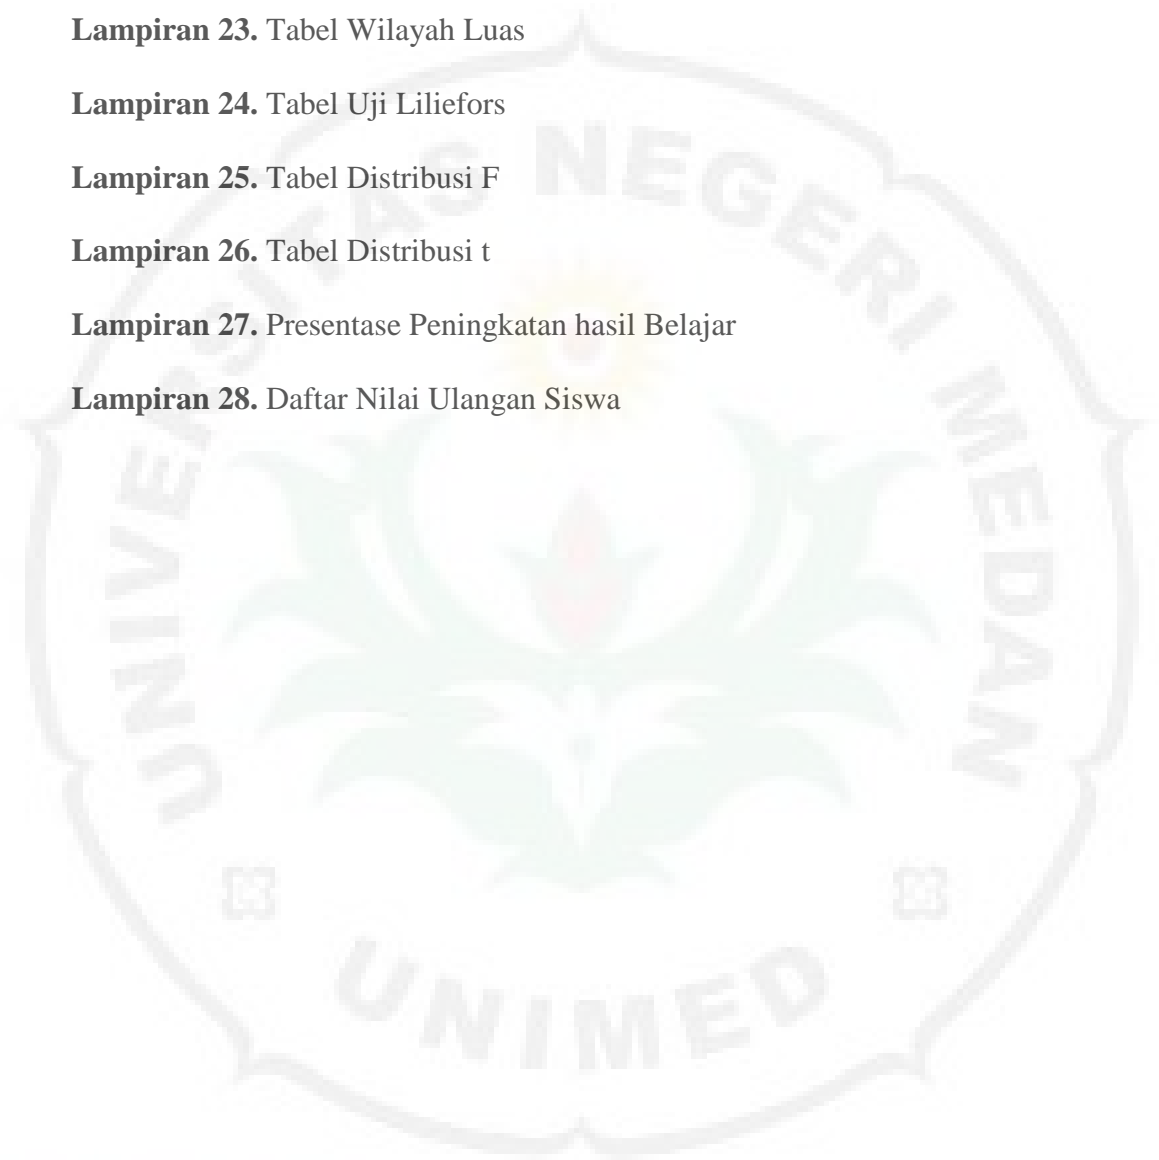 Lampiran 23. Tabel Wilayah Luas
Lampiran 24. Tabel Uji Liliefors
Lampiran 25. Tabel Distribusi F
Lampiran 26. Tabel Distribusi t
Lampiran 27. Presentase Peningkatan hasil Belajar
Lampiran 28. Daftar Nilai Ulangan Siswa
UNIVERSITAS NEGERI MEDAN
UNIMED